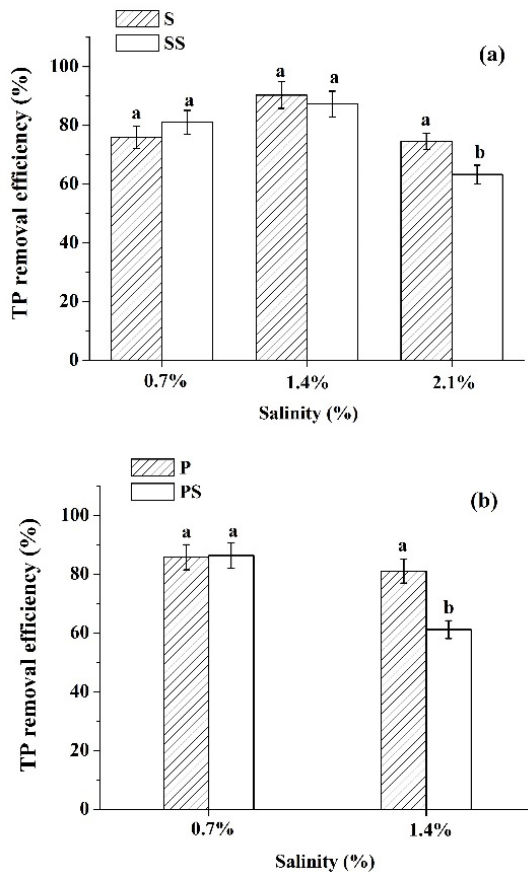 S
SS
(a)
TP removal efficiency (%)
100
80
60
40
20
0
a
a
a
a
a
b
0.7%
1.4%
2.1%
Salinity (%)
P
PS
(b)
TP removal efficiency (%)
100
80
60
40
20
0
a
a
a
b
0.7%
1.4%
Salinity (%)